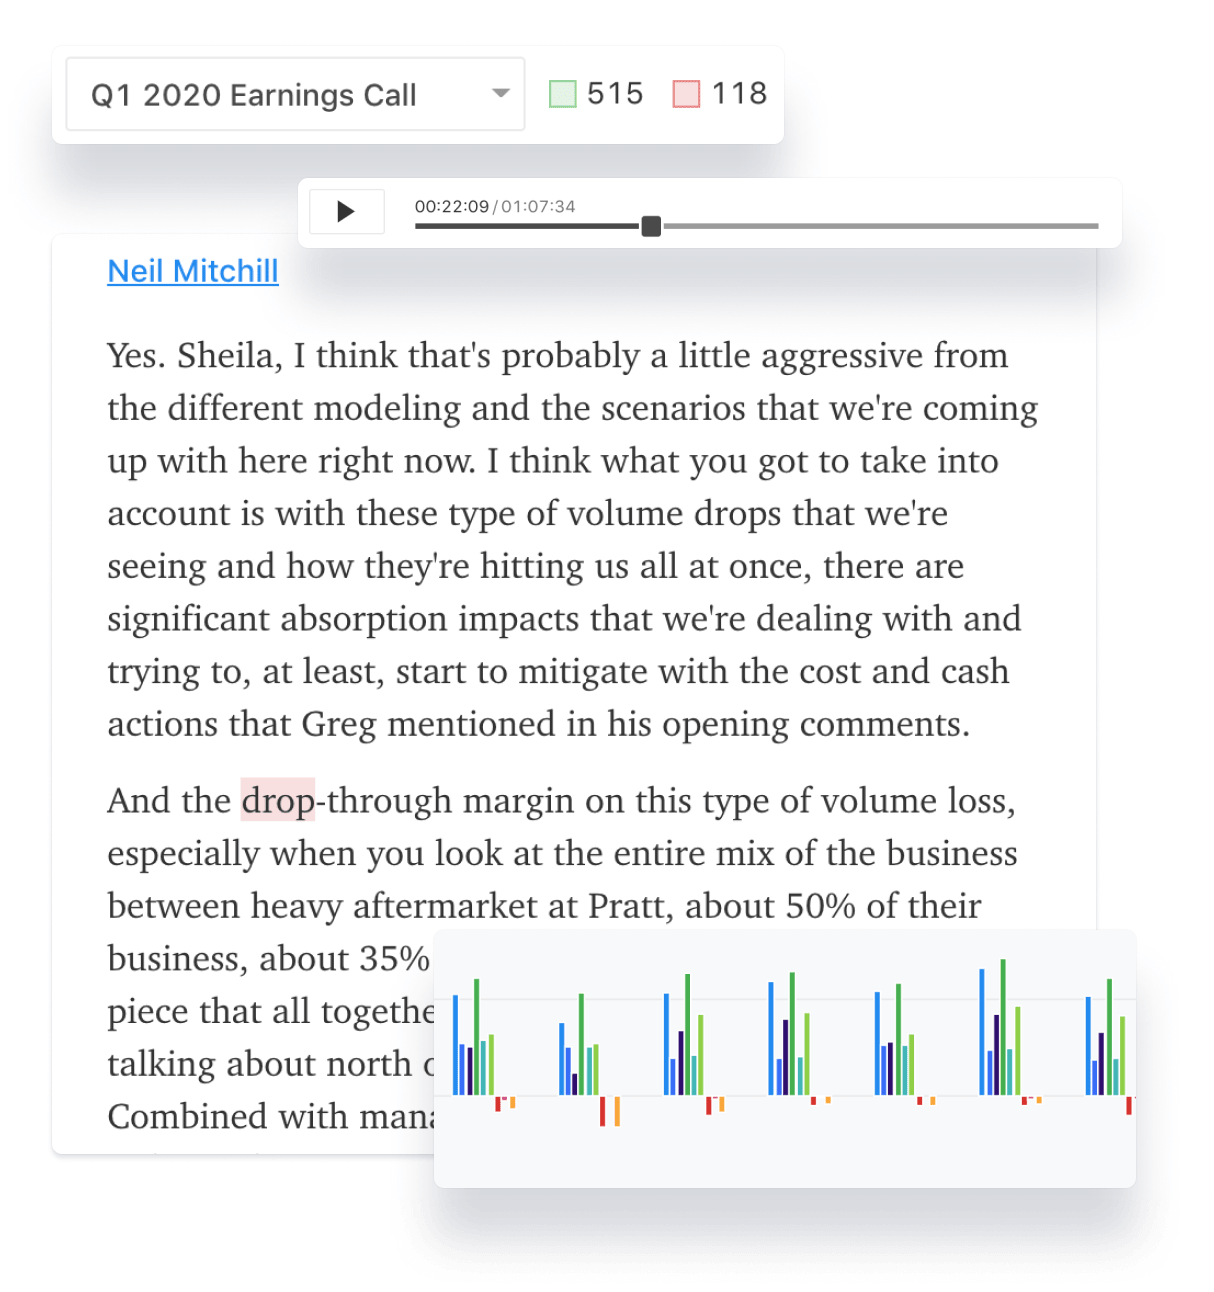 Q1 2020 Earnings Call 515 118
00:22:09/01:07:34
Neil Mitchill
Yes. Sheila, I think that's probably a little aggressive from
the different modeling and the scenarios that we're coming
up with here right now. I think what you got to take into
account is with these type of volume drops that we're
seeing and how they're hitting us all at once, there are
significant absorption impacts that we're dealing with and
trying to, at least, start to mitigate with the cost and cash
actions that Greg mentioned in his opening comments.
And the drop-through margin on this type of volume loss,
especially when you look at the entire mix of the business
between heavy aftermarket at Pratt, about 50% of their
business, about 35%
piece that all
talking about north
Combined with